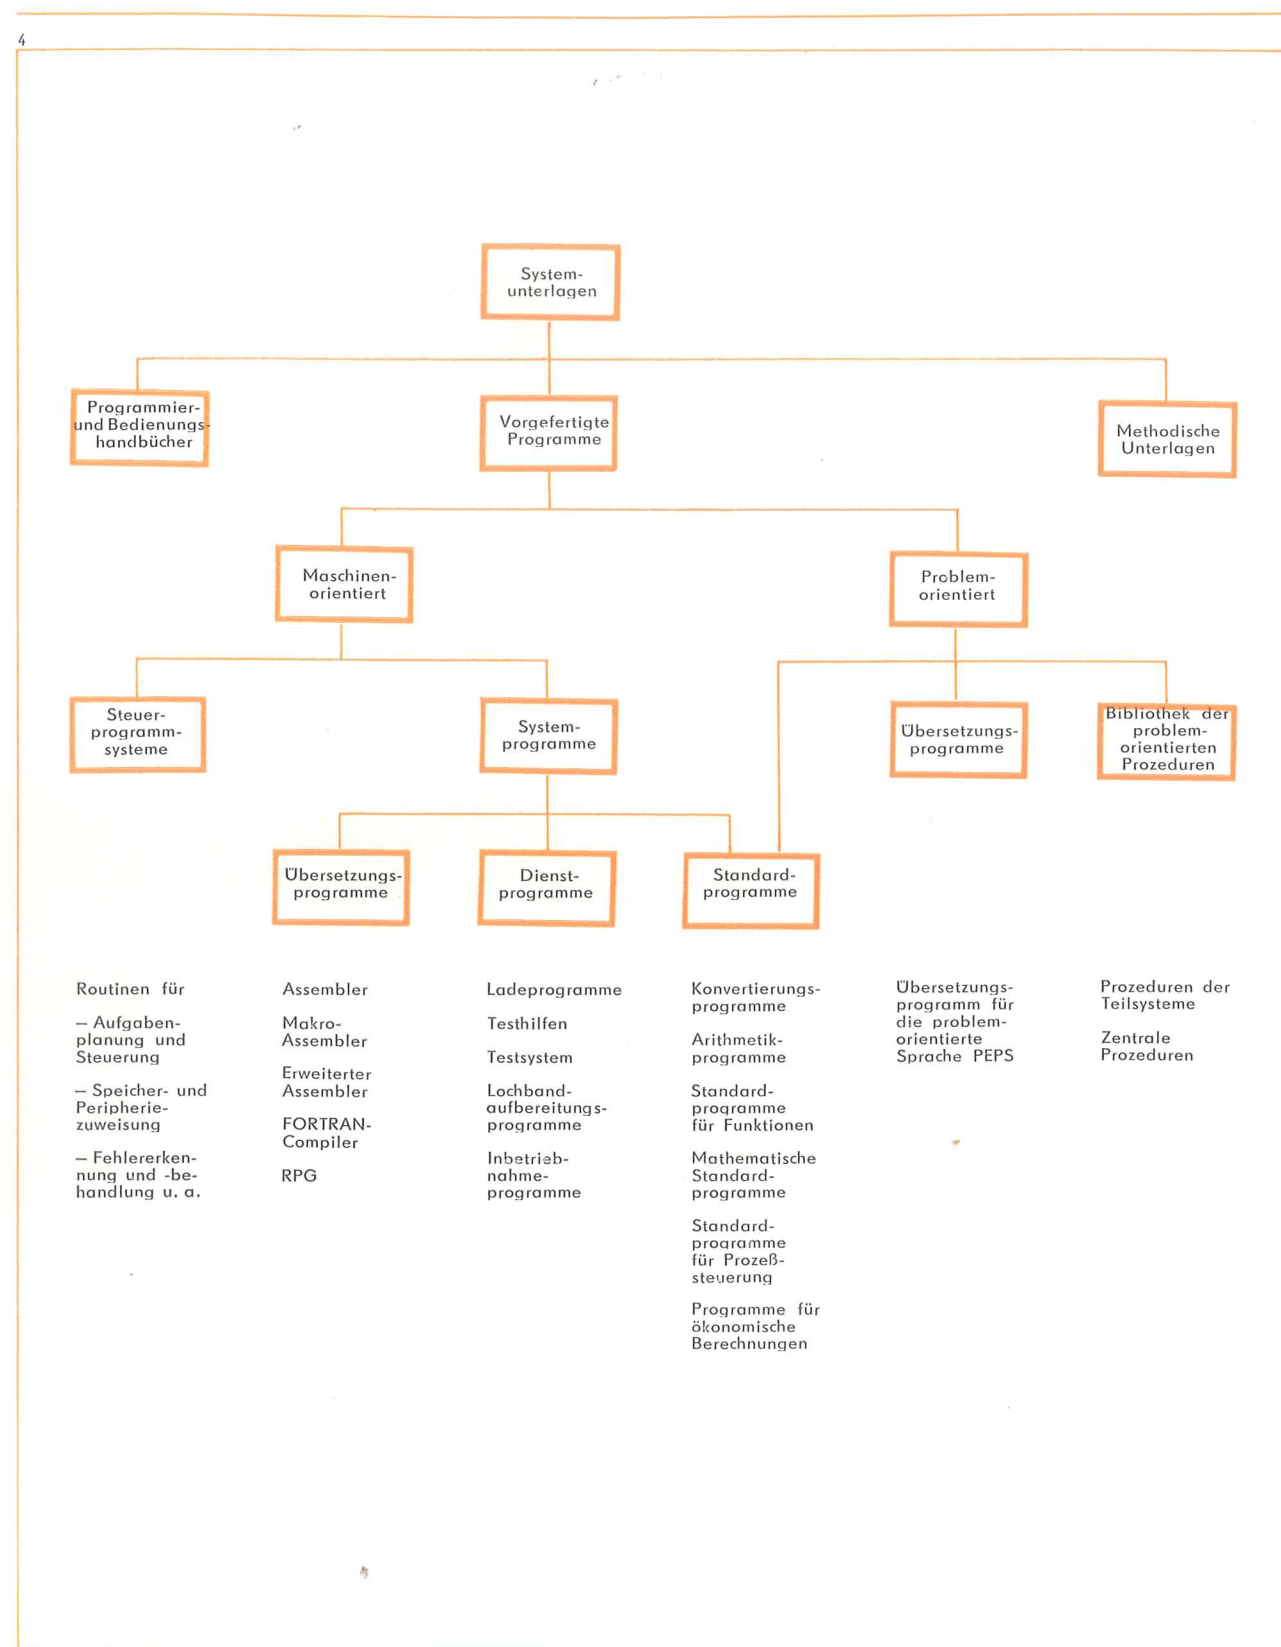 4
System-
unterlagen
Programmier-
und Bedienungs-
handbücher
Vorgefertigte
Programme
Methodische
Unterlagen
Maschinen-
orientiert
Problem-
orientiert
Steuer-
programm-
systeme
System-
programme
Übersetzungs-
programme
Bibliothek der
problem-
orientierten
Prozeduren
Übersetzungs-
programme
Dienst-
programme
Standard-
programme
Routinen für
– Aufgaben-
planung und
Steuerung
– Speicher- und
Peripherie-
zuweisung
– Fehlererken-
nung und -be-
handlung u. a.
Assembler
Makro-
Assembler
Erweiterter
Assembler
FORTRAN-
Compiler
RPG
Ladeprogramme
Testhilfen
Testsystem
Lochband-
aufbereitungs-
programme
Inbetrieb-
nahme-
programme
Konvertierungs-
programme
Arithmetik-
programme
Standard-
programme
für Funktionen
Mathematische
Standard-
programme
Standard-
programme
für Prozeß-
steuerung
Programme für
ökonomische
Berechnungen
Übersetzungs-
programm für
die problem-
orientierte
Sprache PEPS
Prozeduren der
Teilsysteme
Zentrale
Prozeduren